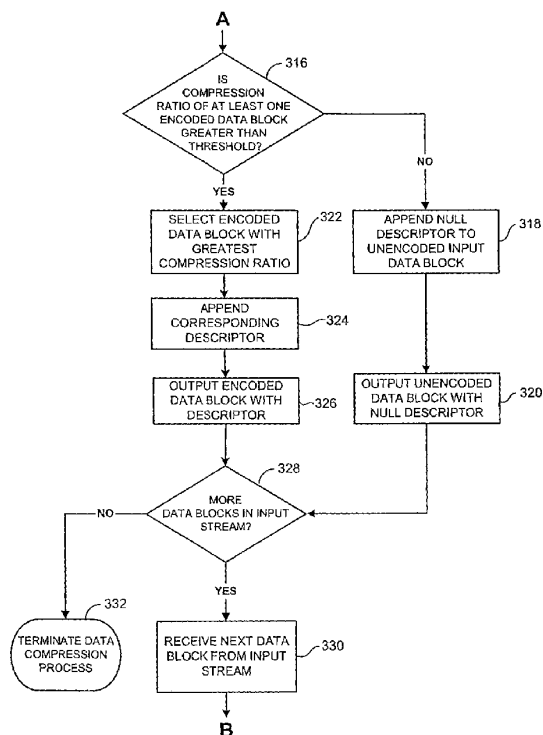 A
316
IS
COMPRESSION
RATIO OF AT LEAST ONE
ENCODED DATA BLOCK
GREATER THAN
THRESHOLD?
NO
YES
SELECT ENCODED
DATA BLOCK WITH
GREATEST
COMPRESSION RATIO
322
APPEND NULL
DESCRIPTOR TO
UNENCODED INPUT
DATA BLOCK
318
APPEND
CORRESPONDING
DESCRIPTOR
324
OUTPUT ENCODED
DATA BLOCK WITH
DESCRIPTOR
326
OUTPUT UNENCODED
DATA BLOCK WITH
NULL DESCRIPTOR
320
328
MORE
DATA BLOCKS IN INPUT
STREAM?
NO
YES
332
TERMINATE DATA
COMPRESSION
PROCESS
RECEIVE NEXT DATA
BLOCK FROM INPUT
STREAM
330
B